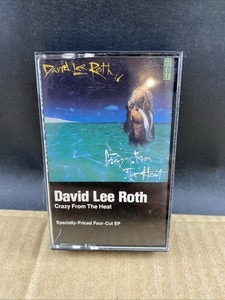 David Lee Roth
Crazy From
The Heat
David Lee Roth
Crazy From The Heat
Specially-Priced Four-Cut EP